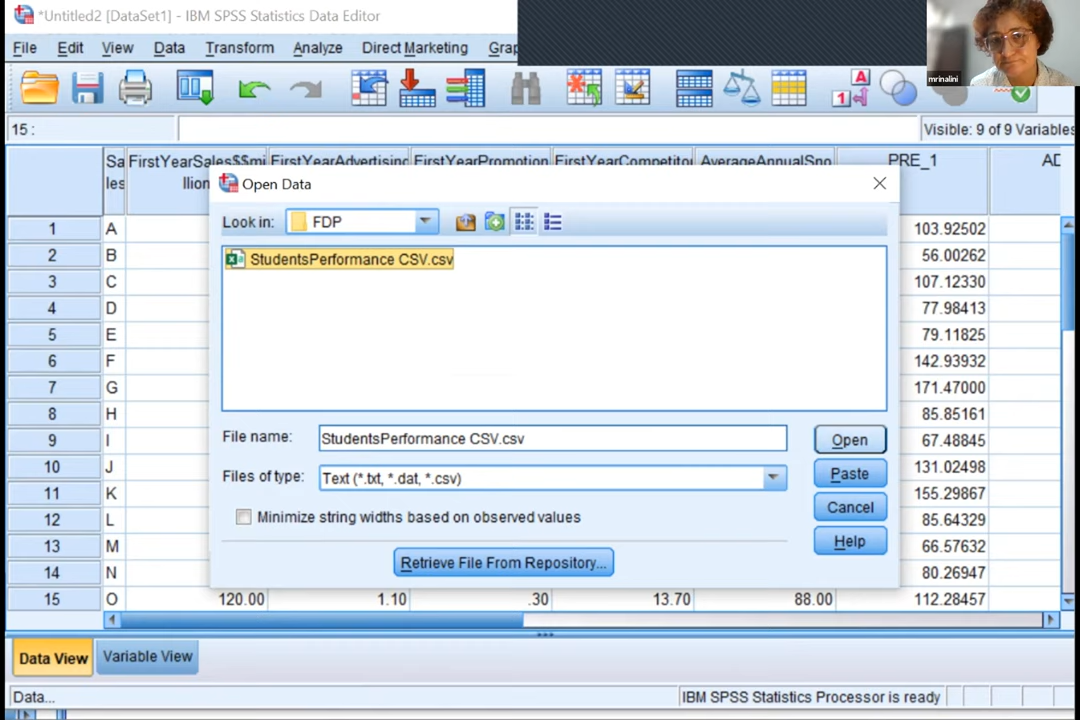 *Untitled2 [DataSet1] - IBM SPSS Statistics Data Editor
File Edit View Data Transform Analyze Direct Marketing Grap
mrinalini
15 :
Visible: 9 of 9 Variables
Sales FirstYearSales$$million FirstYearAdvertising FirstYearPromotion FirstYearCompetitor AverageAnnualSno PRE_1 AD
Open Data
Look in: FDP
StudentsPerformance CSV.csv
File name: StudentsPerformance CSV.csv
Open
Files of type: Text (*.txt, *.dat, *.csv)
Paste
Minimize string widths based on observed values
Cancel
Help
Retrieve File From Repository...
1 A 103.92502
2 B 56.00262
3 C 107.12330
4 D 77.98413
5 E 79.11825
6 F 142.93932
7 G 171.47000
8 H 85.85161
9 I 67.48845
10 J 131.02498
11 K 155.29867
12 L 85.64329
13 M 66.57632
14 N 80.26947
15 O 120.00 1.10 .30 13.70 88.00 112.28457
Data View Variable View
Data... IBM SPSS Statistics Processor is ready